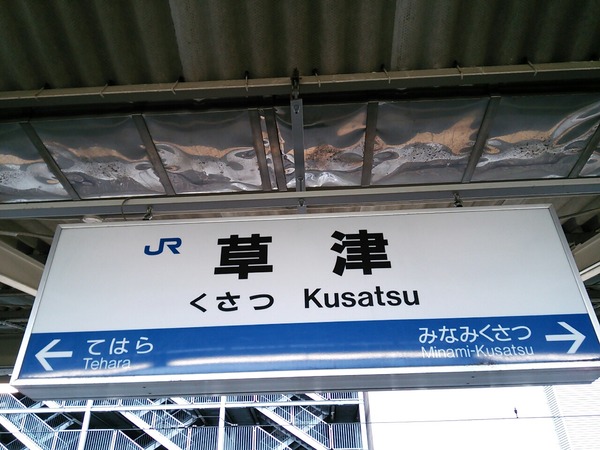 JR 草津
くさつ Kusatsu
← てはら
Tehara
みなみくさつ →
Minami-Kusatsu